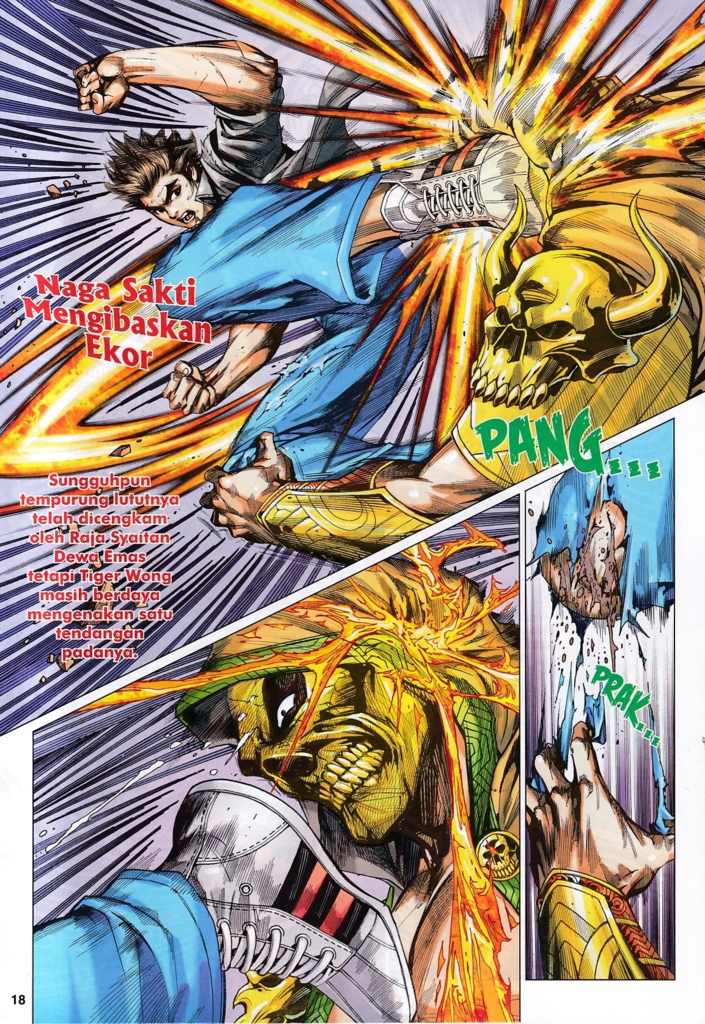 Naga Sakti
Mengibaskan
Ekor
PANG...
Sungguhpun
tempurung lututnya
telah dicengkam
oleh Raja Syaitan
Dewa Emas
tetapi Tiger Wong
masih berdaya
mengenakan satu
tendangan
padanya.
PRAK...
18